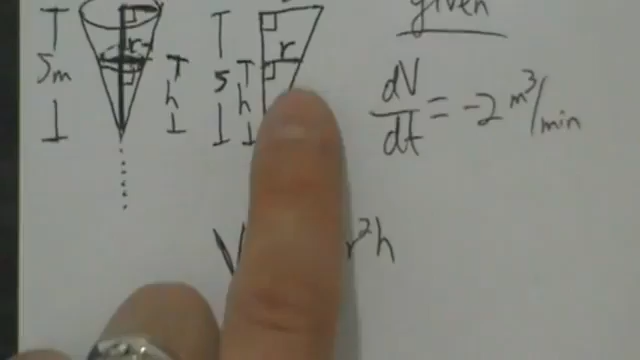 given
5m
r
h
5
r
h
dV/dt = -2 m³/min
V r²h